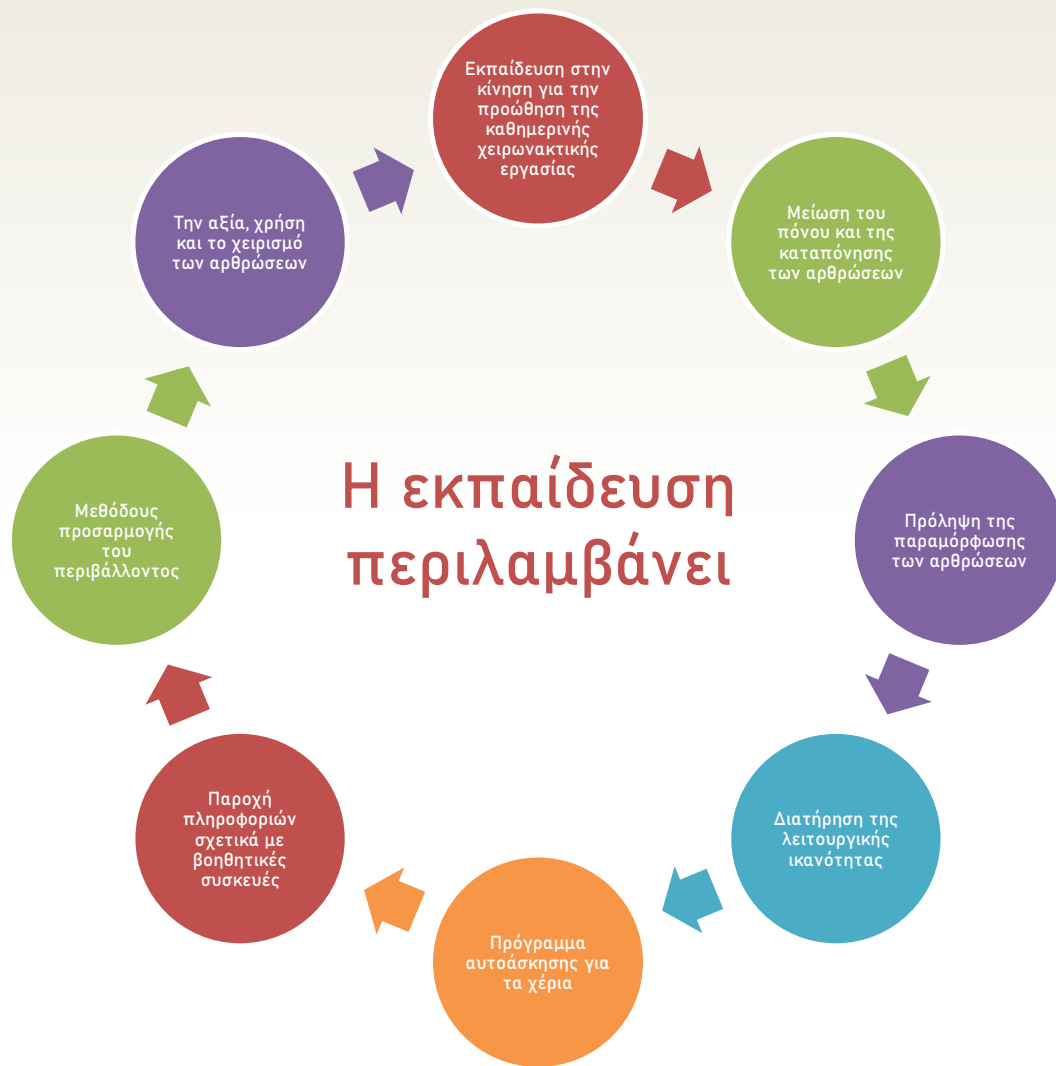 Εκπαίδευση στην
κίνηση για την
προώθηση της
καθημερινής
χειρωνακτικής
εργασίας
Μείωση του
πόνου και της
καταπόνησης
των αρθρώσεων
Πρόληψη της
παραμόρφωσης
των αρθρώσεων
Διατήρηση της
λειτουργικής
ικανότητας
Πρόγραμμα
αυτοάσκησης για
τα χέρια
Παροχή
πληροφοριών
σχετικά με
βοηθητικές
συσκευές
Μεθόδους
προσαρμογής
του
περιβάλλοντος
Την αξία, χρήση
και το χειρισμό
των αρθρώσεων
Η εκπαίδευση
περιλαμβάνει